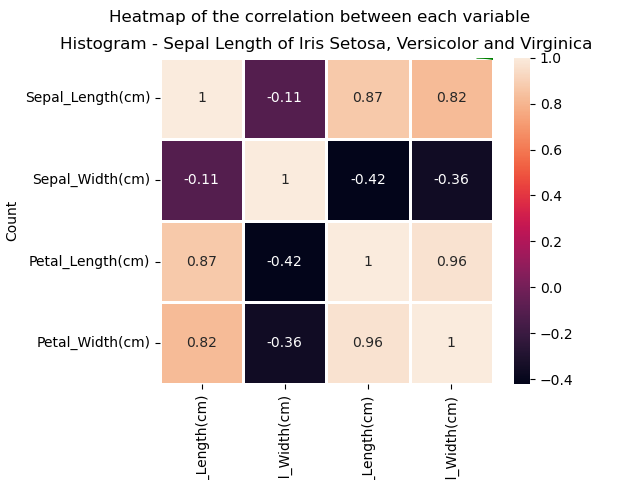 Heatmap of the correlation between each variable
Histogram - Sepal Length of Iris Setosa, Versicolor and Virginica
Sepal_Length(cm)
1
-0.11
0.87
0.82
Sepal_Width(cm)
-0.11
1
-0.42
-0.36
Petal_Length(cm)
0.87
-0.42
1
0.96
Petal_Width(cm)
0.82
-0.36
0.96
1
Count
_Length(cm)
l_Width(cm)
_Length(cm)
l_Width(cm)
1.0
0.8
0.6
0.4
0.2
0.0
−0.2
−0.4